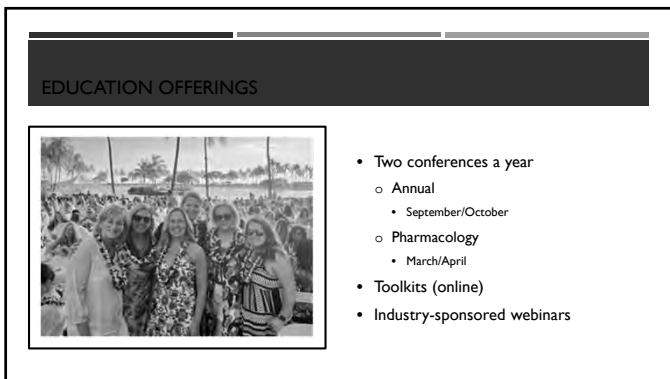 EDUCATION OFFERINGS
• Two conferences a year
o Annual
• September/October
o Pharmacology
• March/April
• Toolkits (online)
• Industry-sponsored webinars